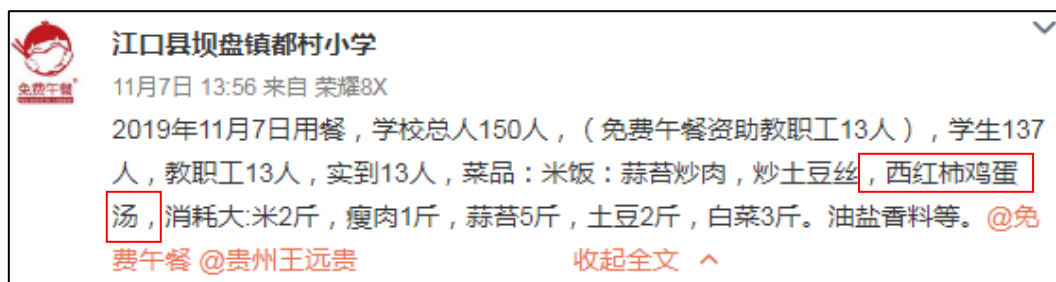 江口县坝盘镇都村小学
11月7日 13:56 来自 荣耀8X
免费午餐
2019年11月7日用餐，学校总人150人，（免费午餐资助教职工13人），学生137
人，教职工13人，实到13人，菜品：米饭：蒜苔炒肉，炒土豆丝，西红柿鸡蛋
汤，消耗大:米2斤，瘦肉1斤，蒜苔5斤，土豆2斤，白菜3斤。油盐香料等。@免
费午餐 @贵州王远贵 收起全文